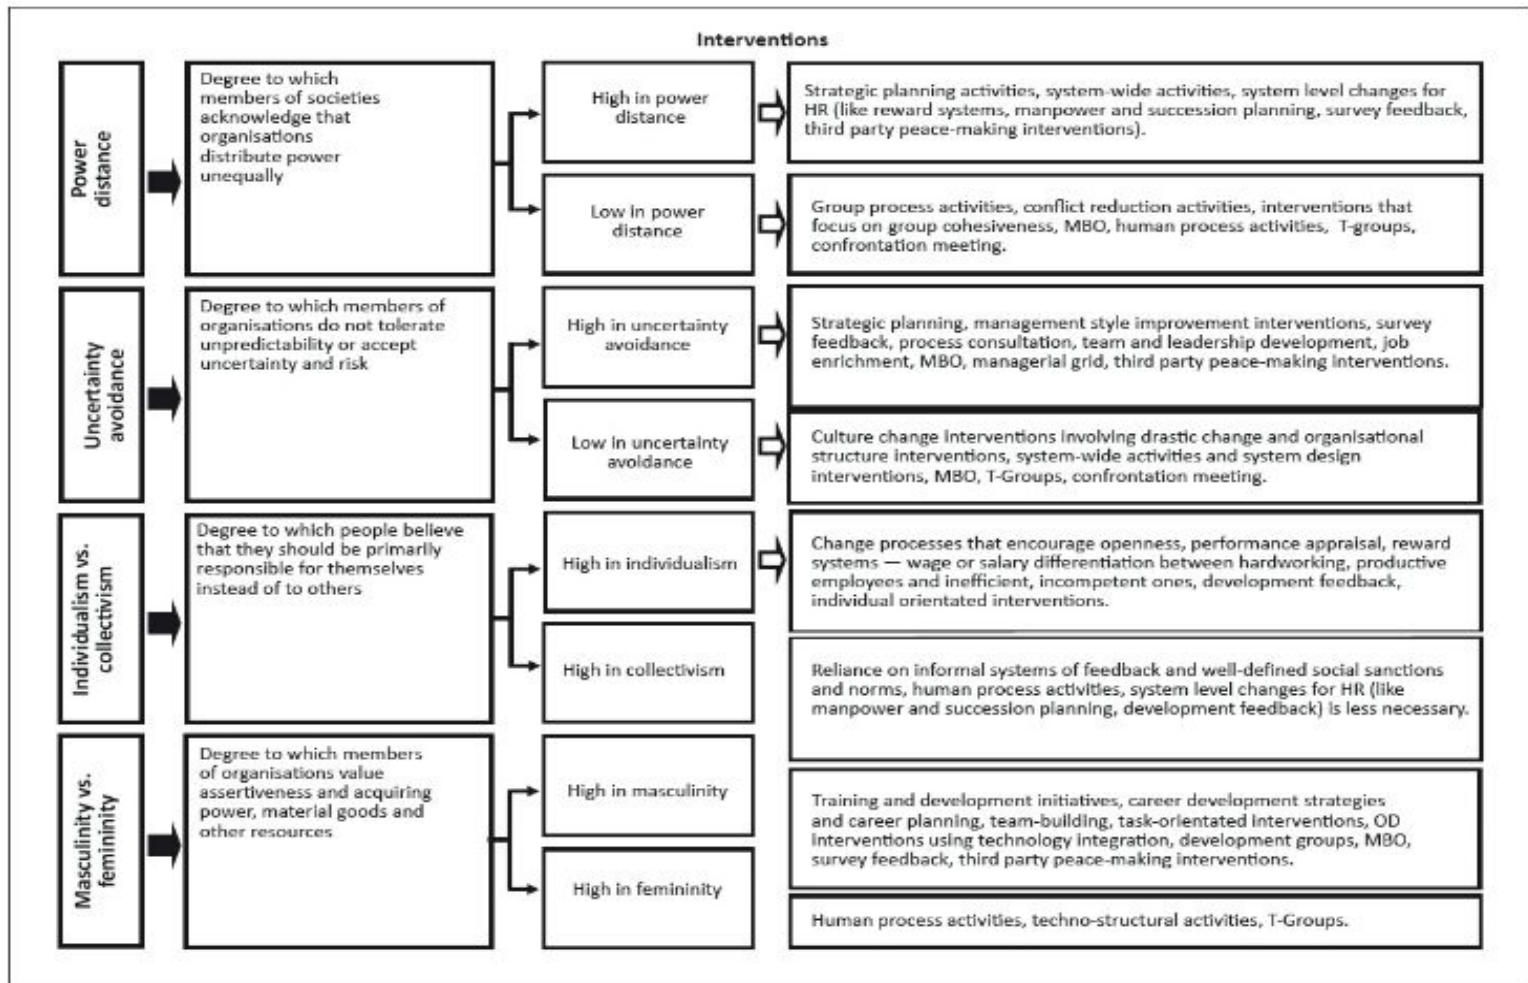 Interventions
Power
distance
Degree to which
members of societies
acknowledge that
organisations
distribute power
unequally
High in power
distance
Strategic planning activities, system-wide activities, system level changes for
HR (like reward systems, manpower and succession planning, survey feedback,
third party peace-making interventions).
Low in power
distance
Group process activities, conflict reduction activities, interventions that
focus on group cohesiveness, MBO, human process activities, T-groups,
confrontation meeting.
Uncertainty
avoidance
Degree to which members of
organisations do not tolerate
unpredictability or accept
uncertainty and risk
High in uncertainty
avoidance
Strategic planning, management style improvement interventions, survey
feedback, process consultation, team and leadership development, job
enrichment, MBO, managerial grid, third party peace-making interventions.
Low in uncertainty
avoidance
Culture change interventions involving drastic change and organisational
structure interventions, system-wide activities and system design
interventions, MBO, T-Groups, confrontation meeting.
Individualism vs.
collectivism
Degree to which people believe
that they should be primarily
responsible for themselves
instead of to others
High in individualism
Change processes that encourage openness, performance appraisal, reward
systems — wage or salary differentiation between hardworking, productive
employees and inefficient, incompetent ones, development feedback,
individual orientated interventions.
High in collectivism
Reliance on informal systems of feedback and well-defined social sanctions
and norms, human process activities, system level changes for HR (like
manpower and succession planning, development feedback) is less necessary.
Masculinity vs.
femininity
Degree to which members
of organisations value
assertiveness and acquiring
power, material goods and
other resources
High in masculinity
Training and development initiatives, career development strategies
and career planning, team-building, task-orientated interventions, OD
interventions using technology integration, development groups, MBO,
survey feedback, third party peace-making interventions.
High in femininity
Human process activities, techno-structural activities, T-Groups.